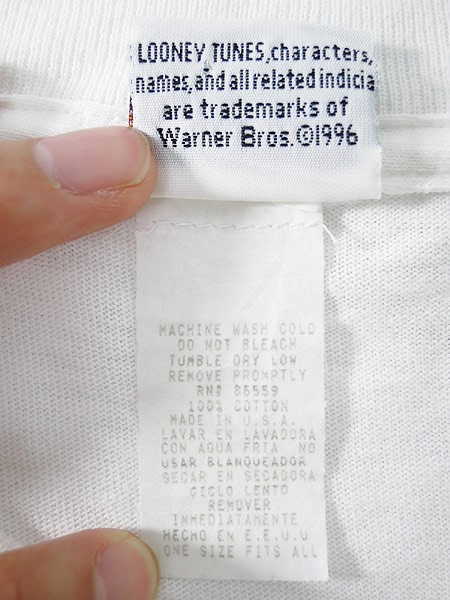 LOONEY TUNES,characters,
names,and all related indicia
are trademarks of
Warner Bros.©1996
MACHINE WASH COLD
DO NOT BLEACH
TUMBLE DRY LOW
REMOVE PROMPTLY
RN# 86559
100% COTTON
MADE IN U.S.A.
LAVAR EN LAVADORA
CON AGUA FRIA NO
USAR BLANQUEADOR
SECAR EN SECADORA
CICLO LENTO
REMOVER
INMEDIATAMENTE
HECHO EN E.E.U.U
ONE SIZE FITS ALL